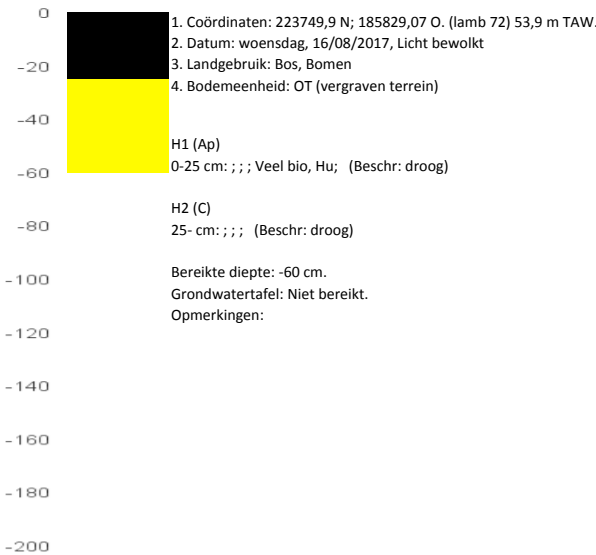 0
-20
-40
-60
-80
-100
-120
-140
-160
-180
-200
1. Coördinaten: 223749,9 N; 185829,07 O. (lamb 72) 53,9 m TAW.
2. Datum: woensdag, 16/08/2017, Licht bewolkt
3. Landgebruik: Bos, Bomen
4. Bodemeenheid: OT (vergraven terrein)
H1 (Ap)
0-25 cm: ; ; ; Veel bio, Hu; (Beschr: droog)
H2 (C)
25- cm: ; ; ; (Beschr: droog)
Bereikte diepte: -60 cm.
Grondwatertafel: Niet bereikt.
Opmerkingen: